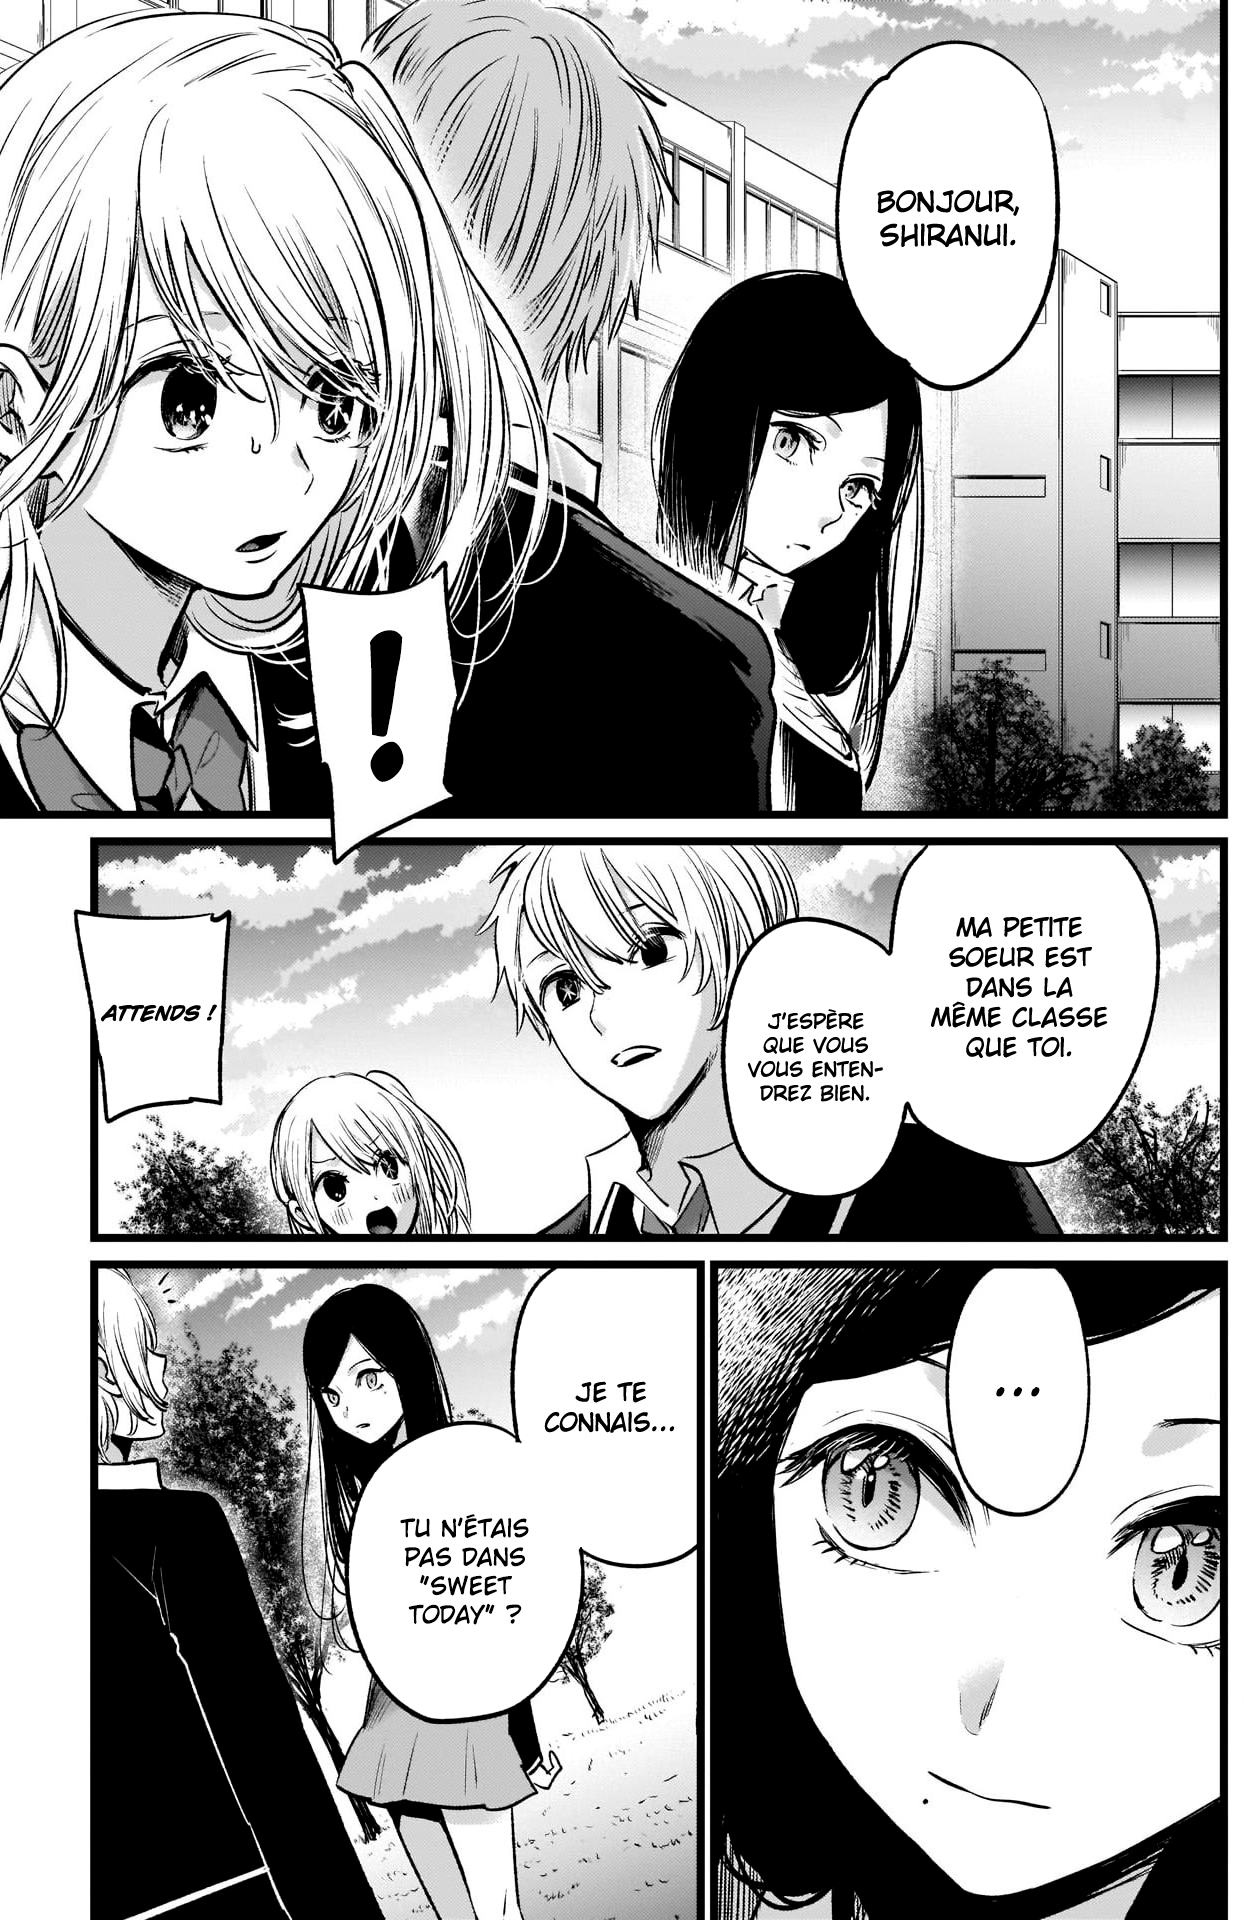 BONJOUR,
SHIRANUI.
!
MA PETITE
SOEUR EST
DANS LA
MÊME CLASSE
QUE TOI.
J'ESPÈRE
QUE VOUS
VOUS ENTEN-
DREZ BIEN.
ATTENDS !
...
JE TE
CONNAIS...
TU N'ÉTAIS
PAS DANS
"SWEET
TODAY" ?